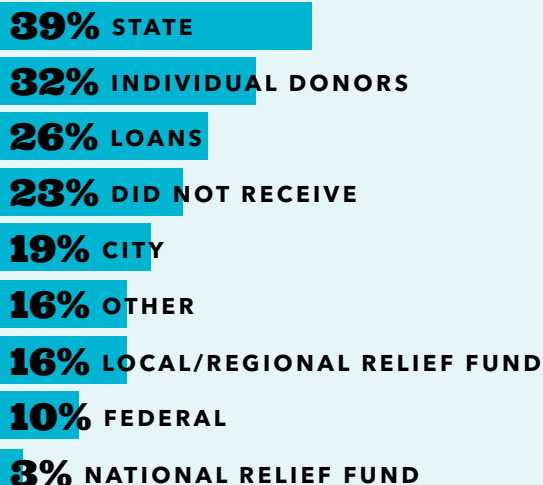 39% STATE
32% INDIVIDUAL DONORS
26% LOANS
23% DID NOT RECEIVE
19% CITY
16% OTHER
16% LOCAL/REGIONAL RELIEF FUND
10% FEDERAL
3% NATIONAL RELIEF FUND